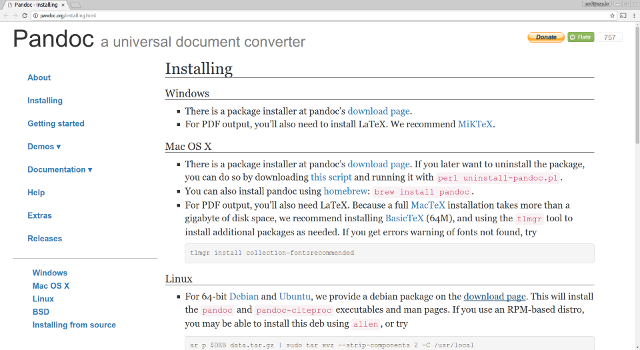 Pandoc - Installing
pandoc.org/installing.html
Pandoc a universal document converter
Donate
Flattr
757
About
Installing
Getting started
Demos ▾
Documentation ▾
Help
Extras
Releases
Windows
Mac OS X
Linux
BSD
Installing from source
Installing
Windows
There is a package installer at pandoc's download page.
For PDF output, you'll also need to install LaTeX. We recommend MiKTeX.
Mac OS X
There is a package installer at pandoc's download page. If you later want to uninstall the package,
you can do so by downloading this script and running it with perl uninstall-pandoc.pl.
You can also install pandoc using homebrew: brew install pandoc.
For PDF output, you'll also need LaTeX. Because a full MacTeX installation takes more than a
gigabyte of disk space, we recommend installing BasicTeX (64M), and using the tlmgr tool to
install additional packages as needed. If you get errors warning of fonts not found, try
tlmgr install collection-fontsrecommended
Linux
For 64-bit Debian and Ubuntu, we provide a debian package on the download page. This will install
the pandoc and pandoc-citeproc executables and man pages. If you use an RPM-based distro,
you may be able to install this deb using alien, or try
ar p $DEB data.tar.gz | sudo tar xvz --strip-components 2 -C /usr/local